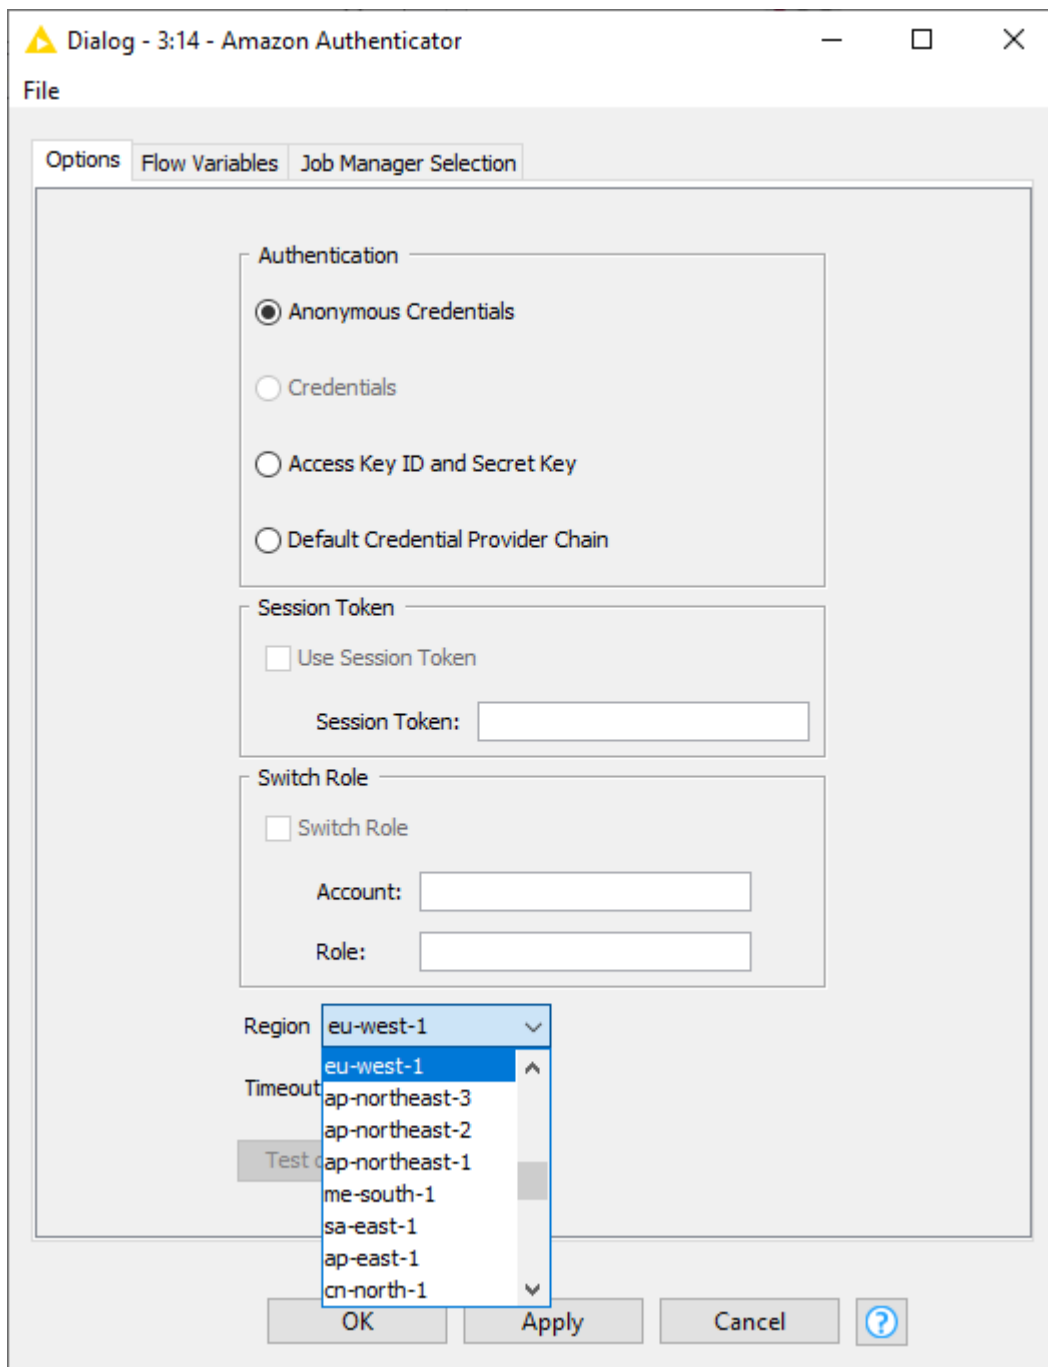 Dialog - 3:14 - Amazon Authenticator
File
Options Flow Variables Job Manager Selection
Authentication
Anonymous Credentials
Credentials
Access Key ID and Secret Key
Default Credential Provider Chain
Session Token
Use Session Token
Session Token:
Switch Role
Switch Role
Account:
Role:
Region eu-west-1
eu-west-1
Timeout
ap-northeast-3
ap-northeast-2
Test
ap-northeast-1
me-south-1
sa-east-1
ap-east-1
cn-north-1
OK Apply Cancel ?